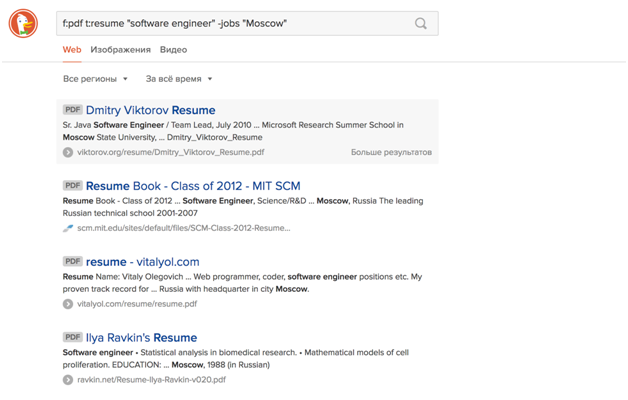 f:pdf t:resume "software engineer" -jobs "Moscow"
Web Изображения Видео
Все регионы За всё время
PDF Dmitry Viktorov Resume
Sr. Java Software Engineer / Team Lead, July 2010 ... Microsoft Research Summer School in
Moscow State University, ... Dmitry_Viktorov_Resume
viktorov.org/resume/Dmitry_Viktorov_Resume.pdf Больше результатов
PDF Resume Book - Class of 2012 - MIT SCM
Resume Book - Class of 2012 ... Software Engineer, Science/R&D ... Moscow, Russia The leading
Russian technical school 2001-2007
scm.mit.edu/sites/default/files/SCM-Class-2012-Resume...
PDF resume - vitalyol.com
Resume Name: Vitaly Olegovich ... Web programmer, coder, software engineer positions etc. My
proven track record for ... Russia with headquarter in city Moscow.
vitalyol.com/resume/resume.pdf
PDF Ilya Ravkin's Resume
Software engineer • Statistical analysis in biomedical research. • Mathematical models of cell
proliferation. EDUCATION: ... Moscow, 1988 (in Russian)
ravkin.net/Resume-Ilya-Ravkin-v020.pdf